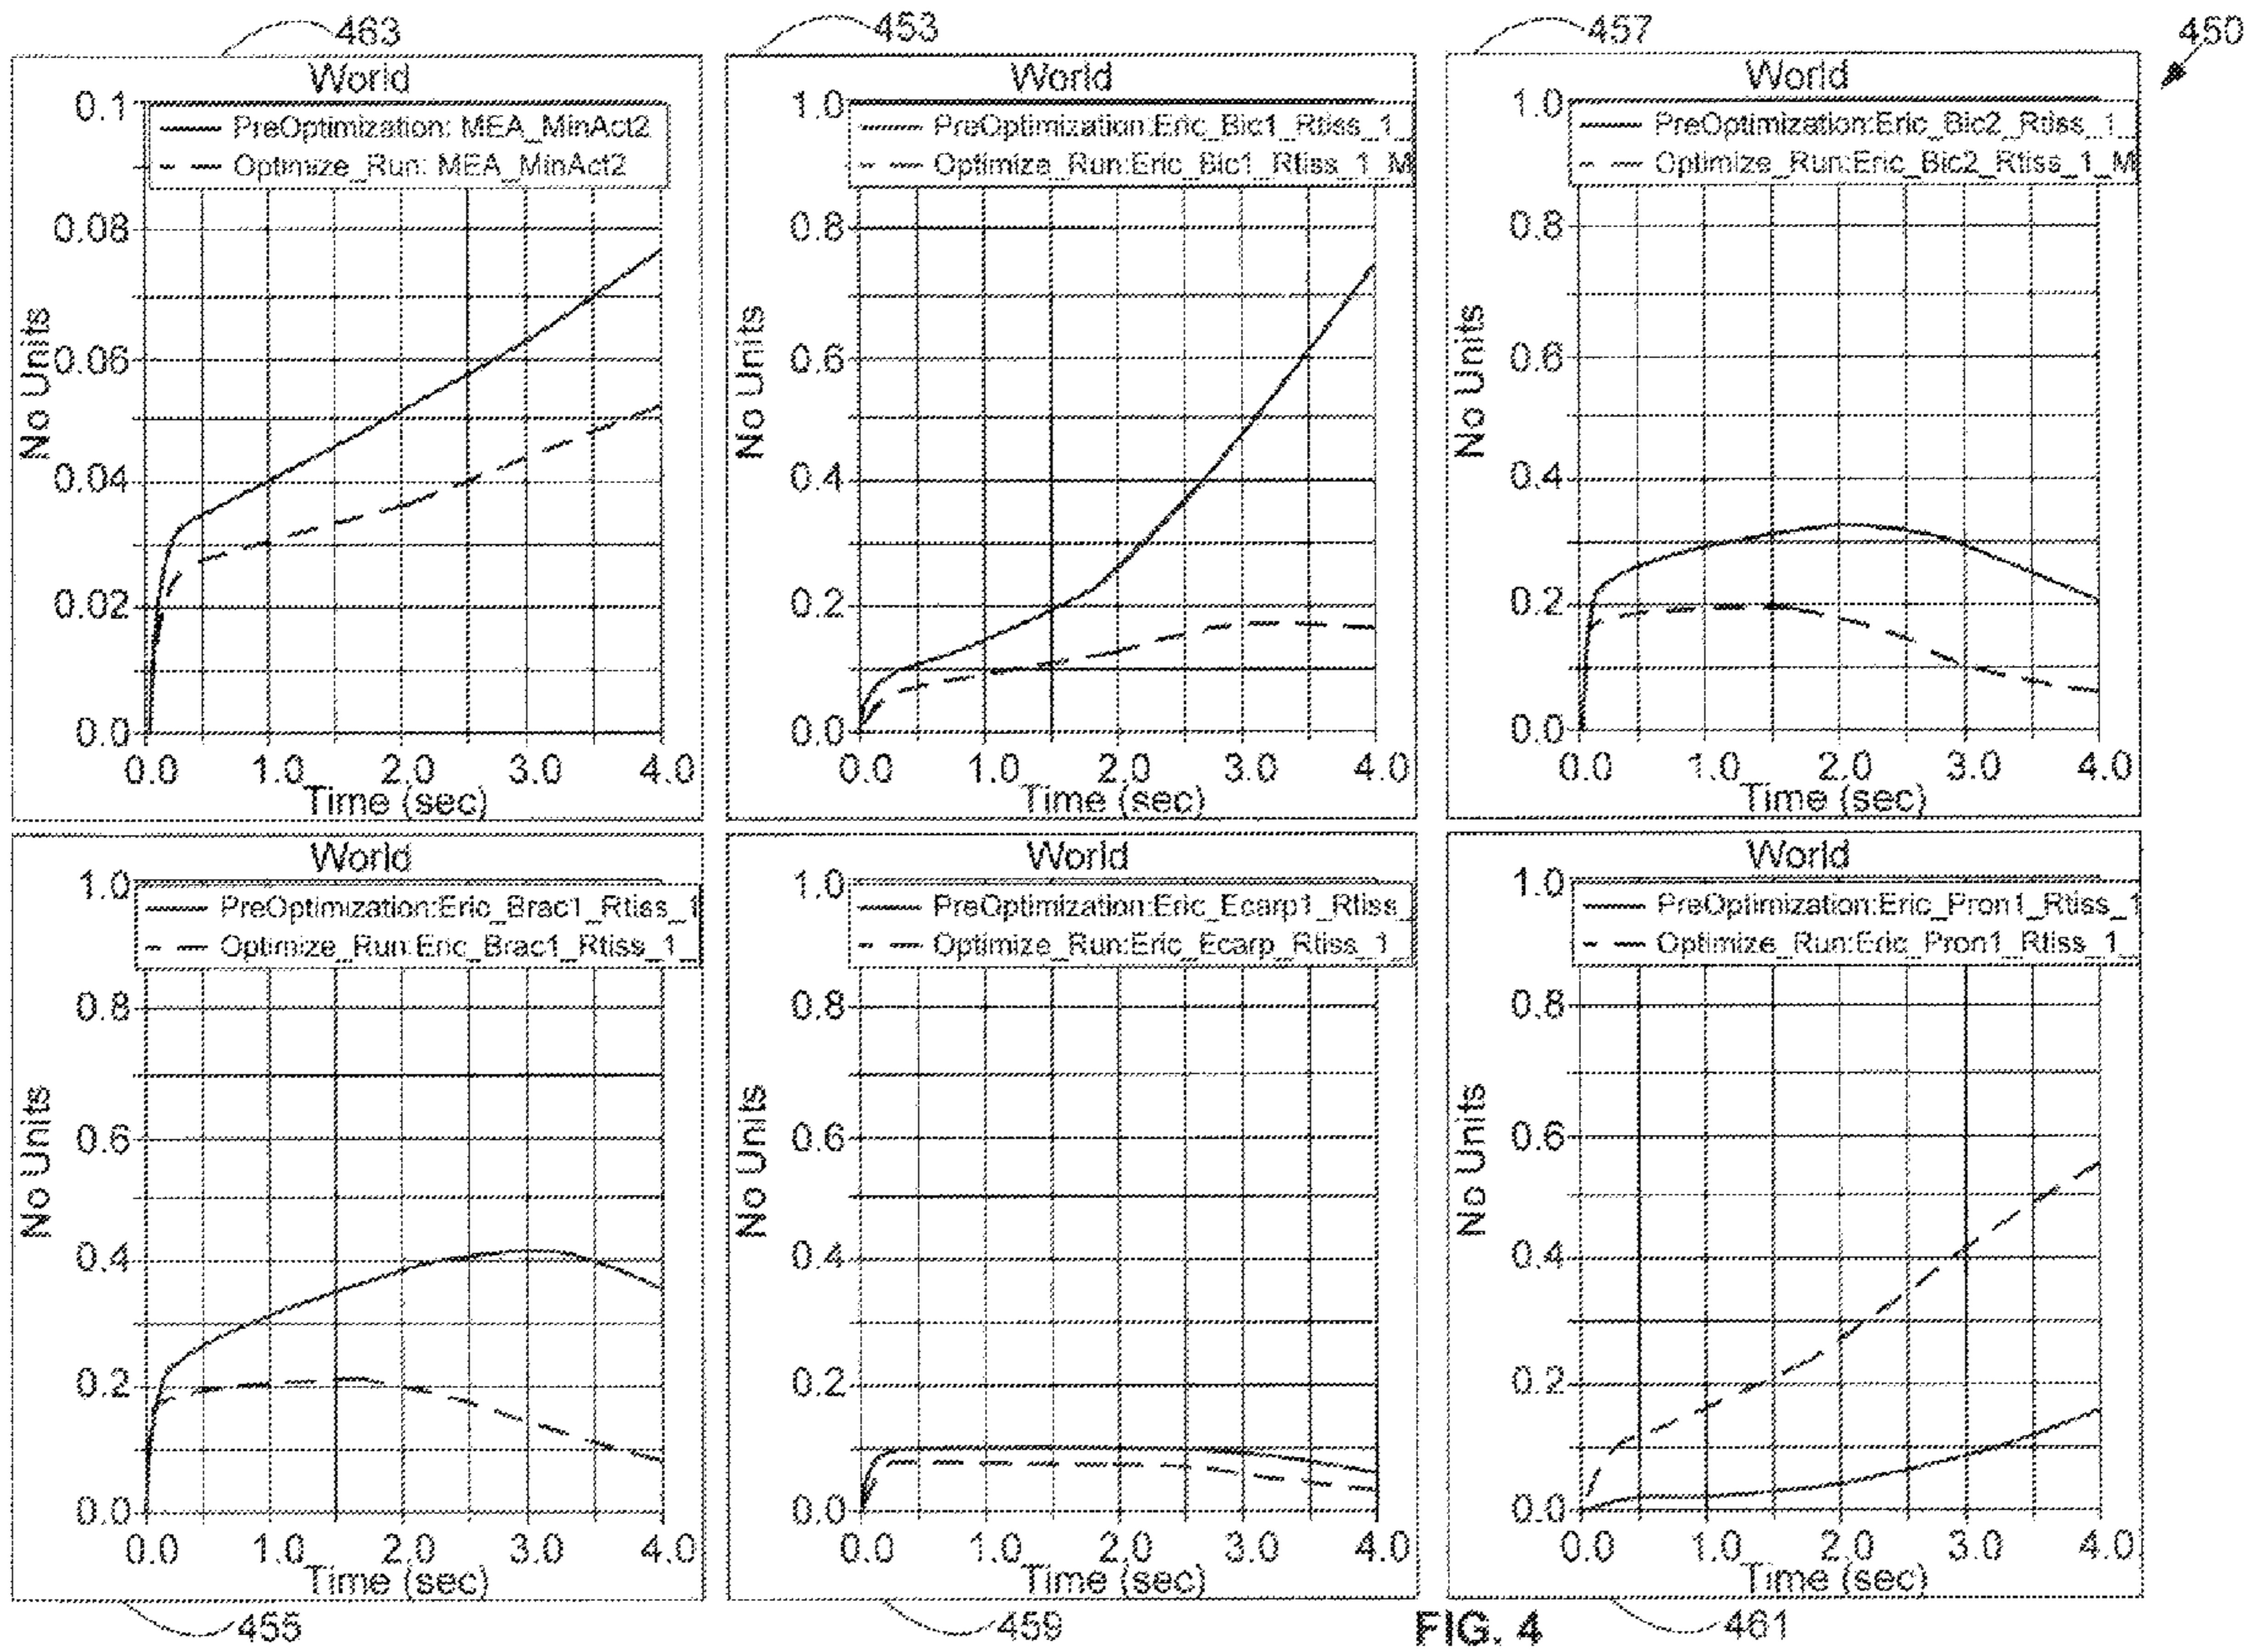 463
453
457
450
World
PreOptimization: MEA_MinAct2
Optimize_Run: MEA_MinAct2
No Units
0.1
0.08
0.06
0.04
0.02
0.0
0.0 1.0 2.0 3.0 4.0
Time (sec)
World
PreOptimization:Eric_Bic1_Rtiss_1_
Optimize_Run:Eric_Bic1_Rtiss_1_M
No Units
1.0
0.8
0.6
0.4
0.2
0.0
0.0 1.0 2.0 3.0 4.0
Time (sec)
World
PreOptimization:Eric_Bic2_Rtiss_1_
Optimize_Run:Eric_Bic2_Rtiss_1_M
No Units
1.0
0.8
0.6
0.4
0.2
0.0
0.0 1.0 2.0 3.0 4.0
Time (sec)
World
PreOptimization:Eric_Brac1_Rtiss_1
Optimize_Run:Eric_Brac1_Rtiss_1_
No Units
1.0
0.8
0.6
0.4
0.2
0.0
0.0 1.0 2.0 3.0 4.0
Time (sec)
World
PreOptimization:Eric_Ecarp1_Rtiss_
Optimize_Run:Eric_Ecarp_Rtiss_1_
No Units
1.0
0.8
0.6
0.4
0.2
0.0
0.0 1.0 2.0 3.0 4.0
Time (sec)
World
PreOptimization:Eric_Pron1_Rtiss_1
Optimize_Run:Eric_Pron1_Rtiss_1_
No Units
1.0
0.8
0.6
0.4
0.2
0.0
0.0 1.0 2.0 3.0 4.0
Time (sec)
455
459
461
FIG. 4